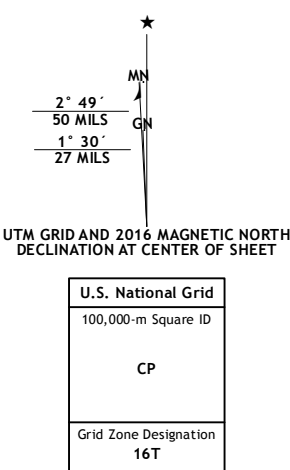 MN
2° 49´
50 MILS
GN
1° 30´
27 MILS
UTM GRID AND 2016 MAGNETIC NORTH
DECLINATION AT CENTER OF SHEET
U.S. National Grid
100,000-m Square ID
CP
Grid Zone Designation
16T